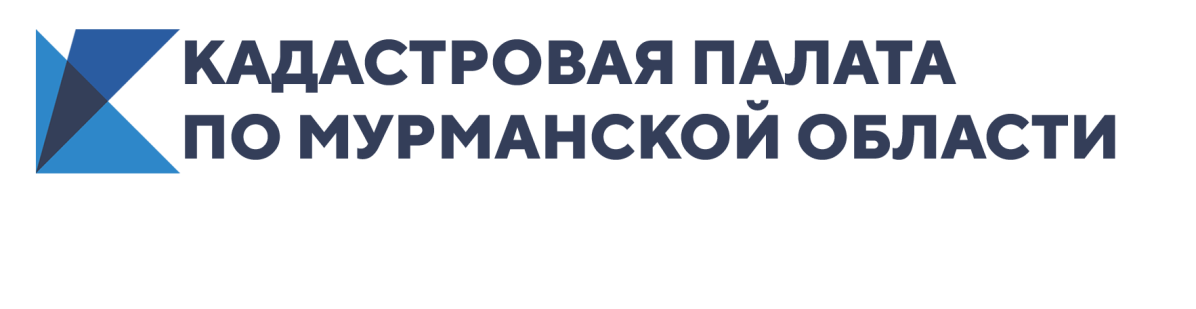 КАДАСТРОВАЯ ПАЛАТА
ПО МУРМАНСКОЙ ОБЛАСТИ